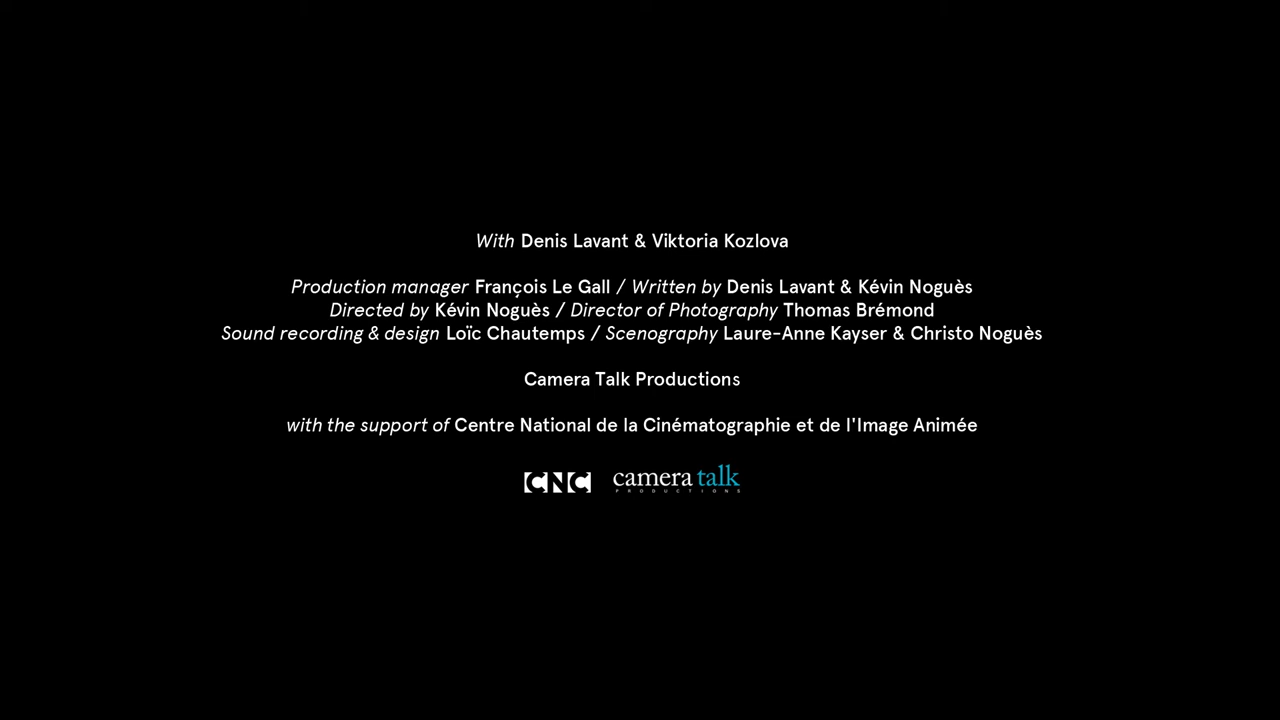 With Denis Lavant & Viktoria Kozlova
Production manager François Le Gall / Written by Denis Lavant & Kévin Noguès
Directed by Kévin Noguès / Director of Photography Thomas Brémond
Sound recording & design Loïc Chautemps / Scenography Laure-Anne Kayser & Christo Noguès
Camera Talk Productions
with the support of Centre National de la Cinématographie et de l'Image Animée
CNC camera talk
PRODUCTIONS